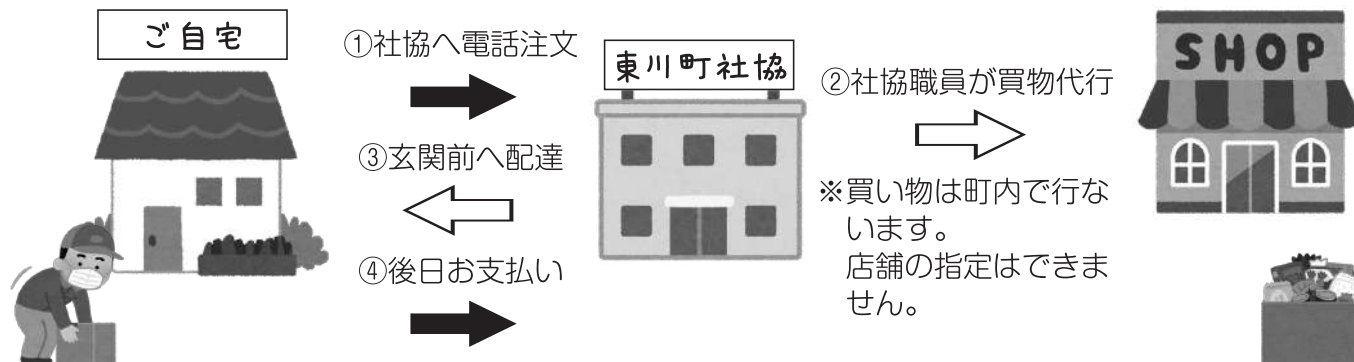 ご自宅
①社協へ電話注文
東川町社協
②社協職員が買物代行
SHOP
③玄関前へ配達
※買い物は町内で行な
います。
店舗の指定はできま
せん。
④後日お支払い